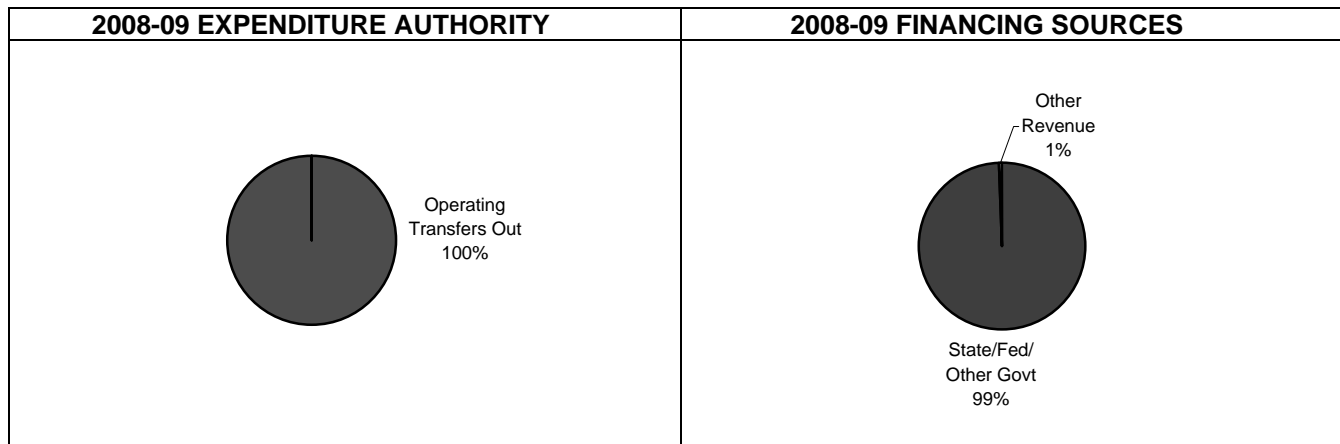 2008-09 EXPENDITURE AUTHORITY
2008-09 FINANCING SOURCES
Operating
Transfers Out
100%
Other
Revenue
1%
State/Fed/
Other Govt
99%